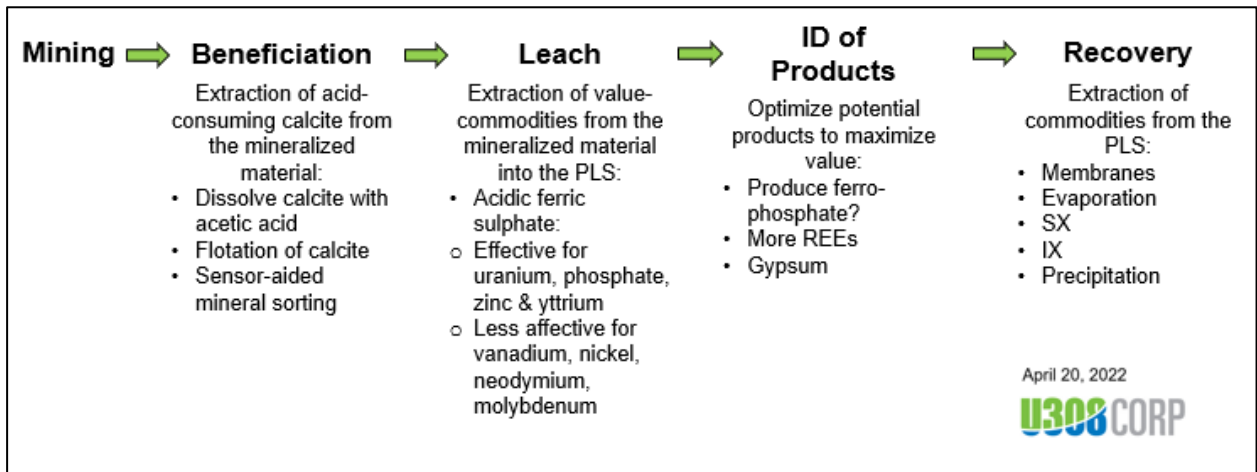 Mining
Beneficiation
Extraction of acid-
consuming calcite from
the mineralized
material:
• Dissolve calcite with
acetic acid
• Flotation of calcite
• Sensor-aided
mineral sorting
Leach
Extraction of value-
commodities from the
mineralized material
into the PLS:
• Acidic ferric
sulphate:
o Effective for
uranium, phosphate,
zinc & yttrium
o Less affective for
vanadium, nickel,
neodymium,
molybdenum
ID of
Products
Optimize potential
products to maximize
value:
• Produce ferro-
phosphate?
• More REEs
• Gypsum
Recovery
Extraction of
commodities from the
PLS:
• Membranes
• Evaporation
• SX
• IX
• Precipitation
April 20, 2022
U3O8 CORP